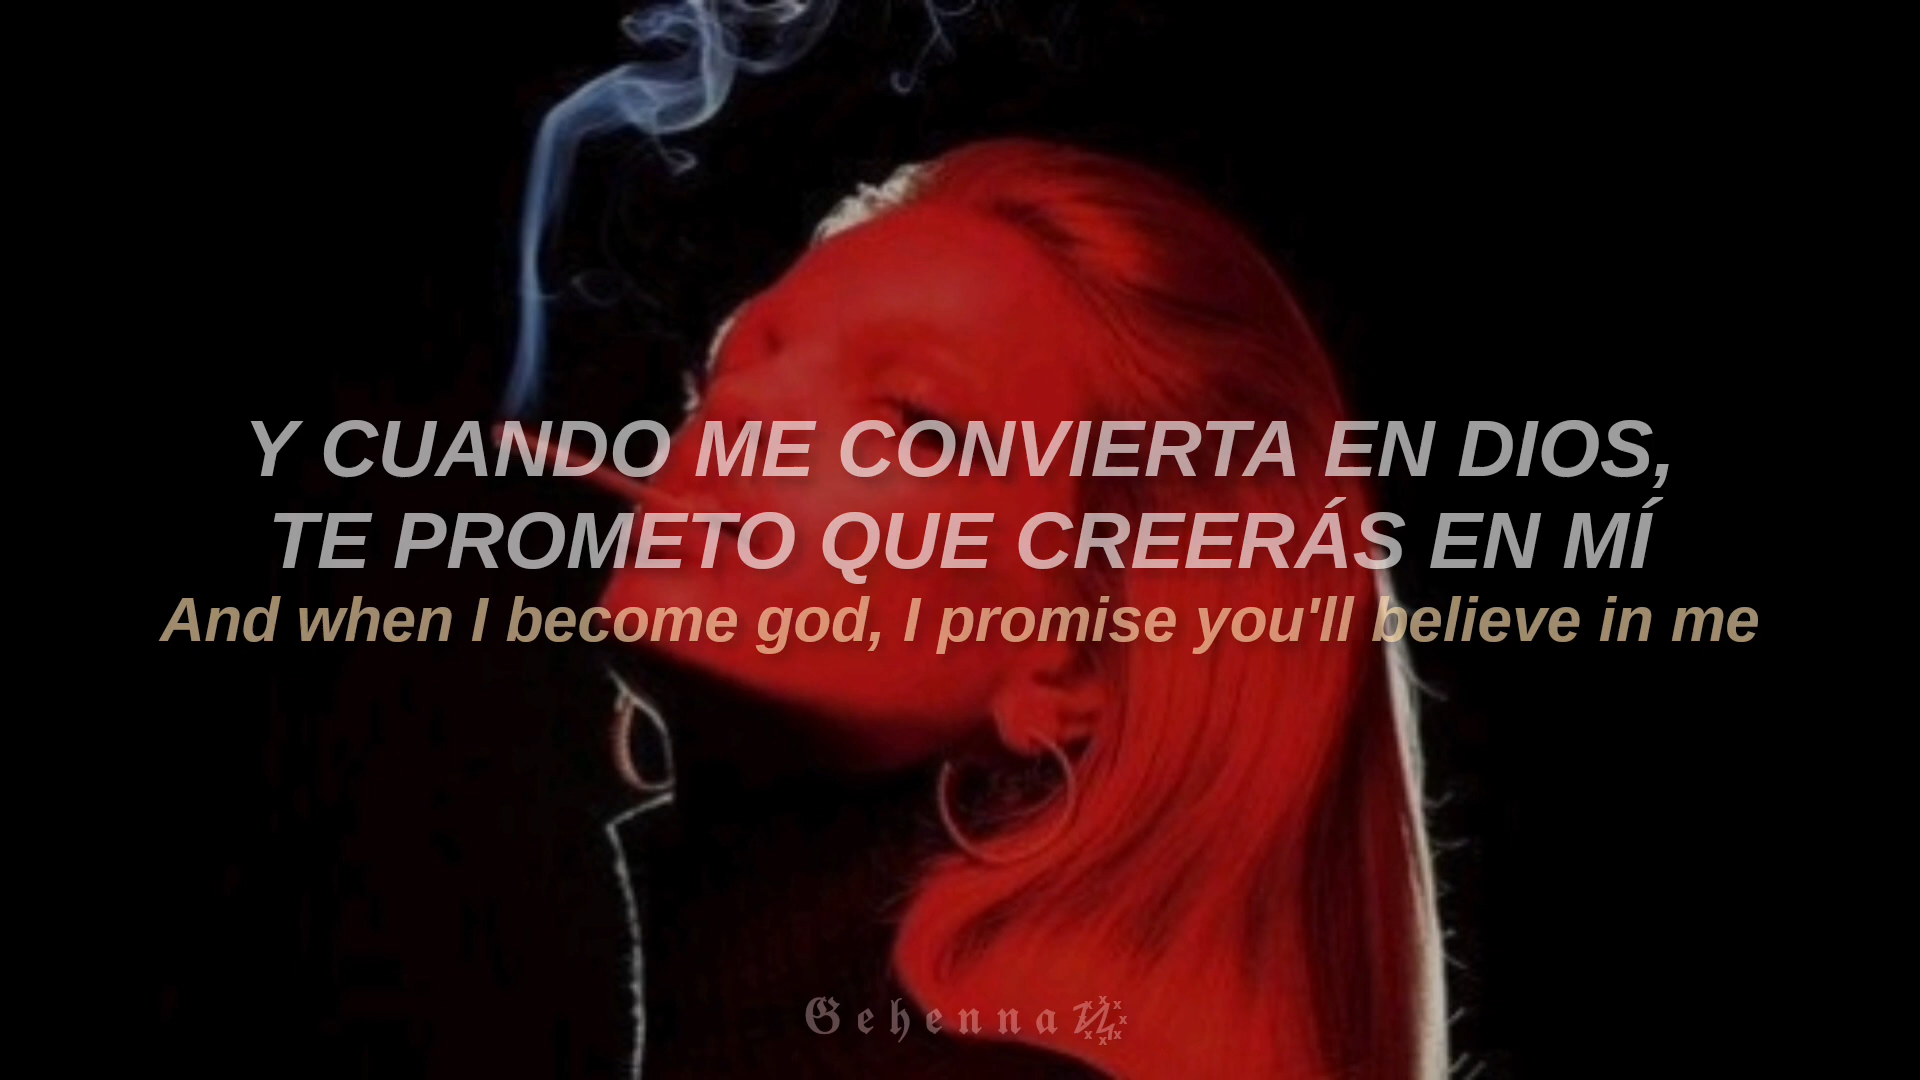 Y CUANDO ME CONVIERTA EN DIOS,
TE PROMETO QUE CREERÁS EN MÍ
And when I become god, I promise you'll believe in me
Gehenna